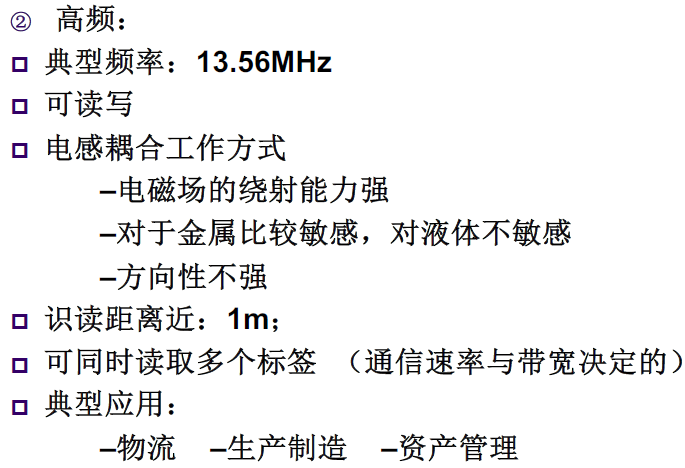 ② 高频：
典型频率：13.56MHz
可读写
电感耦合工作方式
–电磁场的绕射能力强
–对于金属比较敏感，对液体不敏感
–方向性不强
识读距离近：1m；
可同时读取多个标签 （通信速率与带宽决定的）
典型应用：
–物流 –生产制造 –资产管理